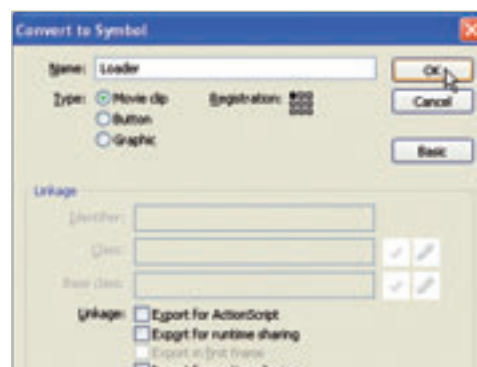 Convert to Symbol
Name: Loader
OK
Type: Movie clip
Registration:
Cancel
Button
Graphic
Basic
Linkage
Identifier:
Class:
Base class:
Linkage: Export for ActionScript
Export for runtime sharing
Export in first frame